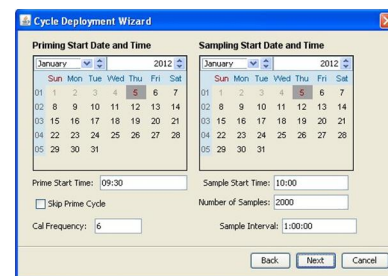 Cycle Deployment Wizard
Priming Start Date and Time
January 2012
Sun Mon Tue Wed Thu Fri Sat
01 1 2 3 4 5 6 7
02 8 9 10 11 12 13 14
03 15 16 17 18 19 20 21
04 22 23 24 25 26 27 28
05 29 30 31
Prime Start Time: 09:30
Skip Prime Cycle
Cal Frequency: 6
Sampling Start Date and Time
January 2012
Sun Mon Tue Wed Thu Fri Sat
01 1 2 3 4 5 6 7
02 8 9 10 11 12 13 14
03 15 16 17 18 19 20 21
04 22 23 24 25 26 27 28
05 29 30 31
Sample Start Time: 10:00
Number of Samples: 2000
Sample Interval: 1:00:00
Back Next Cancel